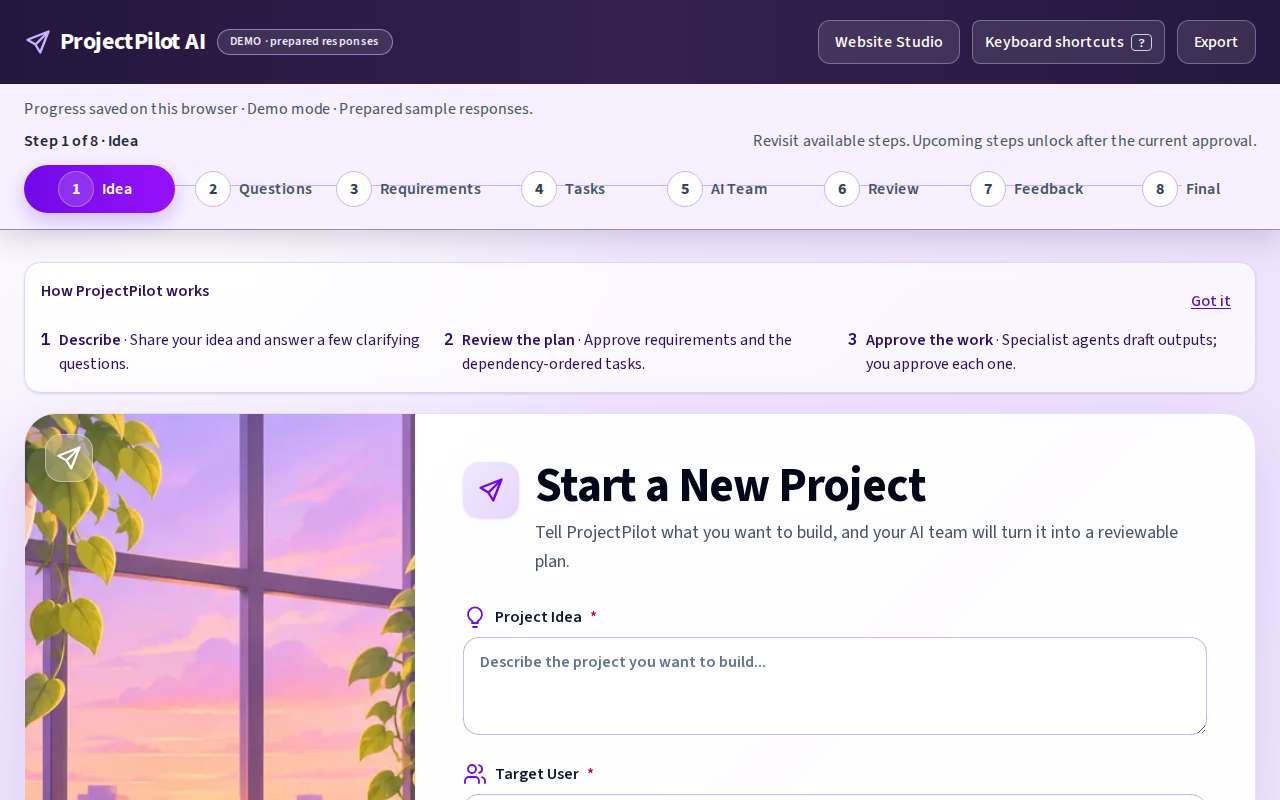 ProjectPilot AI
DEMO · prepared responses
Website Studio
Keyboard shortcuts ?
Export
Progress saved on this browser · Demo mode · Prepared sample responses.
Step 1 of 8 · Idea
Revisit available steps. Upcoming steps unlock after the current approval.
1 Idea
2 Questions
3 Requirements
4 Tasks
5 AI Team
6 Review
7 Feedback
8 Final
How ProjectPilot works
Got it
1 Describe · Share your idea and answer a few clarifying
questions.
2 Review the plan · Approve requirements and the
dependency-ordered tasks.
3 Approve the work · Specialist agents draft outputs;
you approve each one.
Start a New Project
Tell ProjectPilot what you want to build, and your AI team will turn it into a reviewable
plan.
Project Idea *
Describe the project you want to build...
Target User *